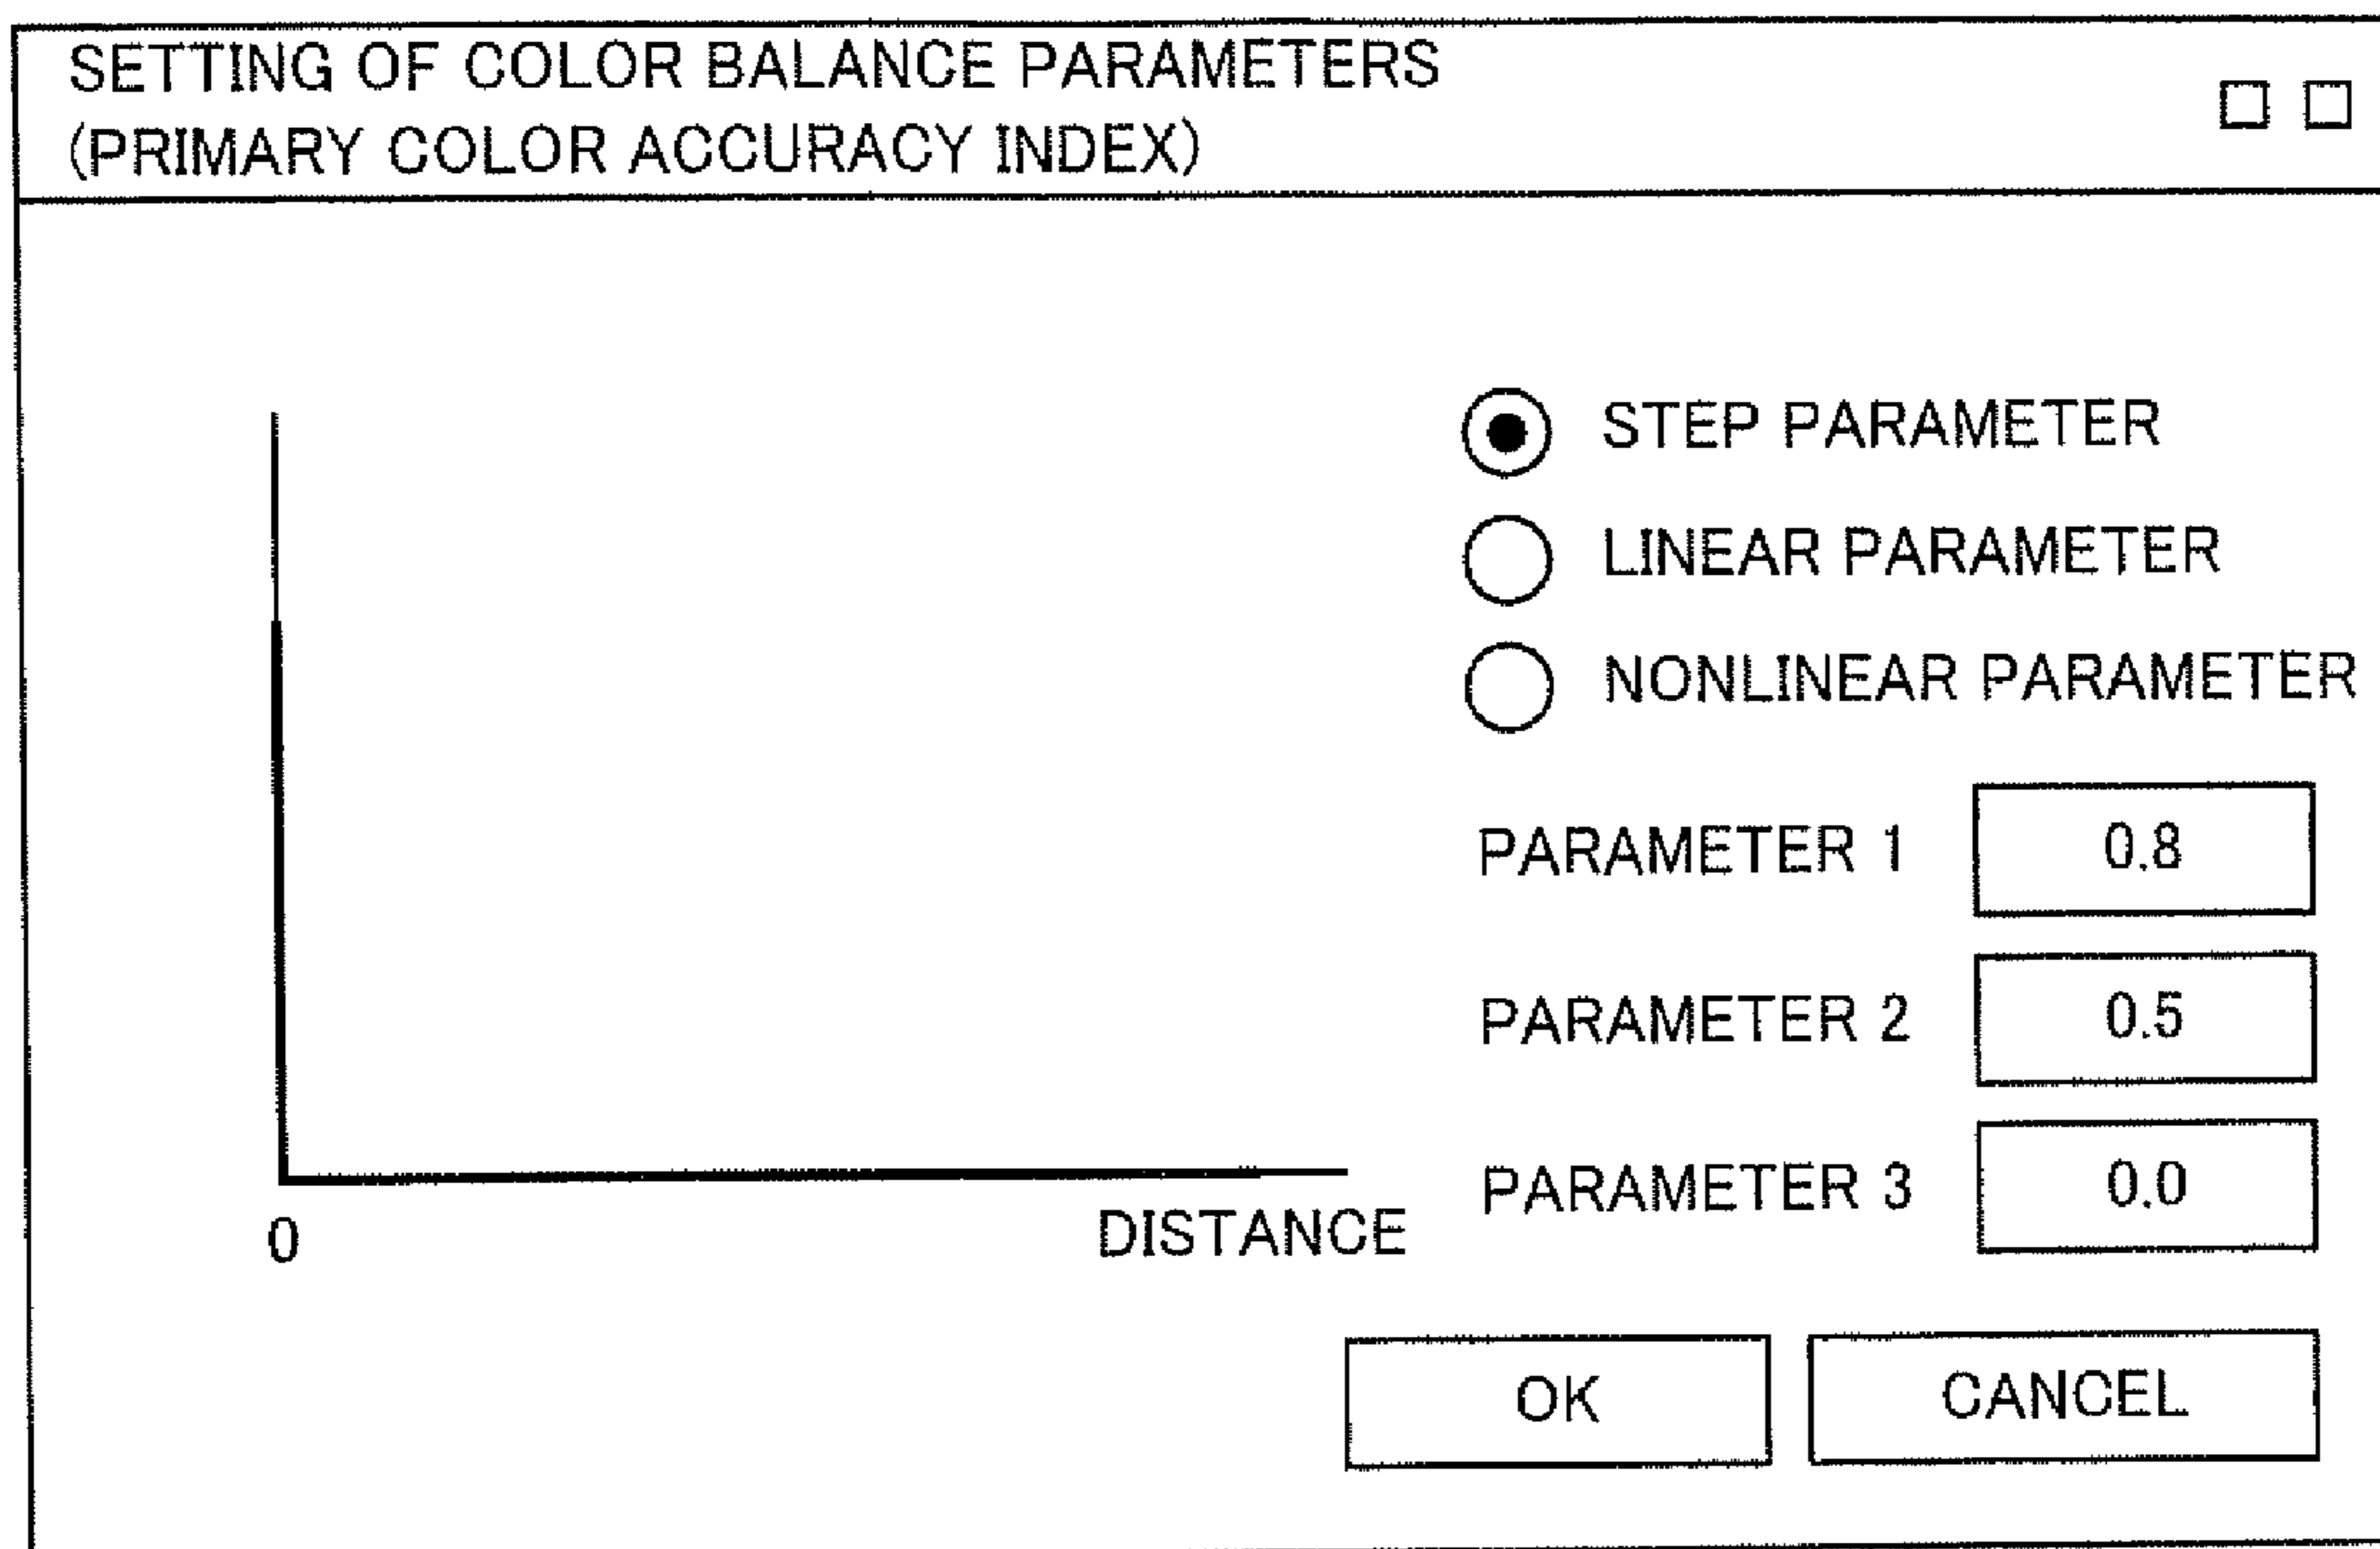 SETTING OF COLOR BALANCE PARAMETERS
(PRIMARY COLOR ACCURACY INDEX)
STEP PARAMETER
LINEAR PARAMETER
NONLINEAR PARAMETER
PARAMETER 1 0.8
PARAMETER 2 0.5
PARAMETER 3 0.0
0 DISTANCE
OK CANCEL